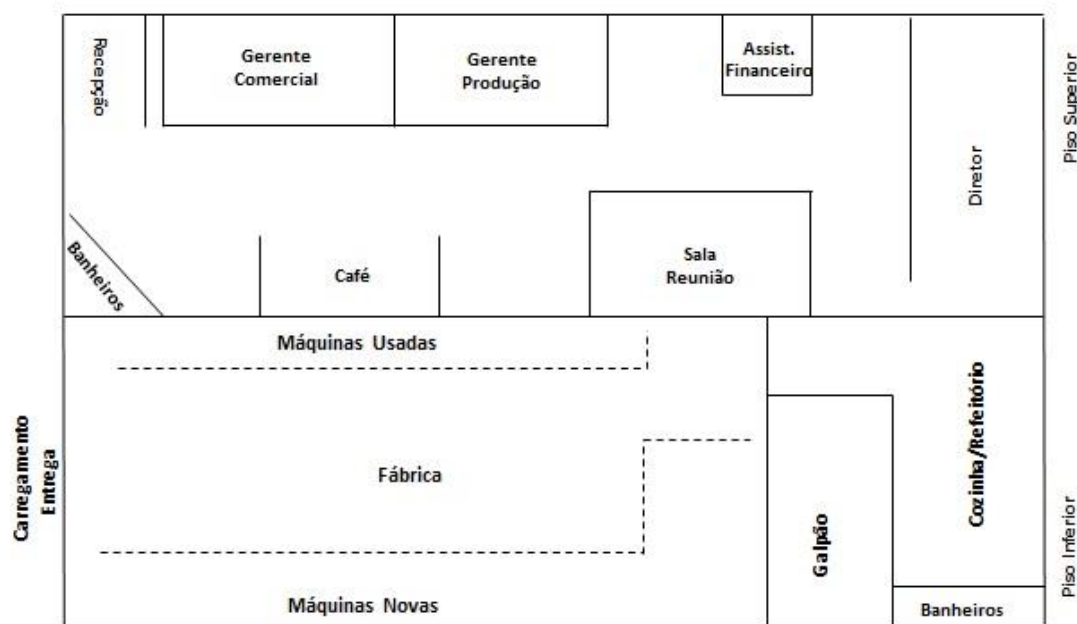 Recepção
Gerente
Comercial
Gerente
Produção
Assist.
Financeiro
Piso Superior
Diretor
Banheiros
Café
Sala
Reunião
Máquinas Usadas
Carregamento
Entrega
Fábrica
Galpão
Cozinha/Refeitório
Piso Inferior
Máquinas Novas
Banheiros